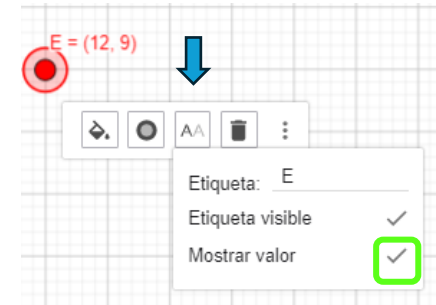 E = (12, 9)
AA
Etiqueta: E
Etiqueta visible
Mostrar valor